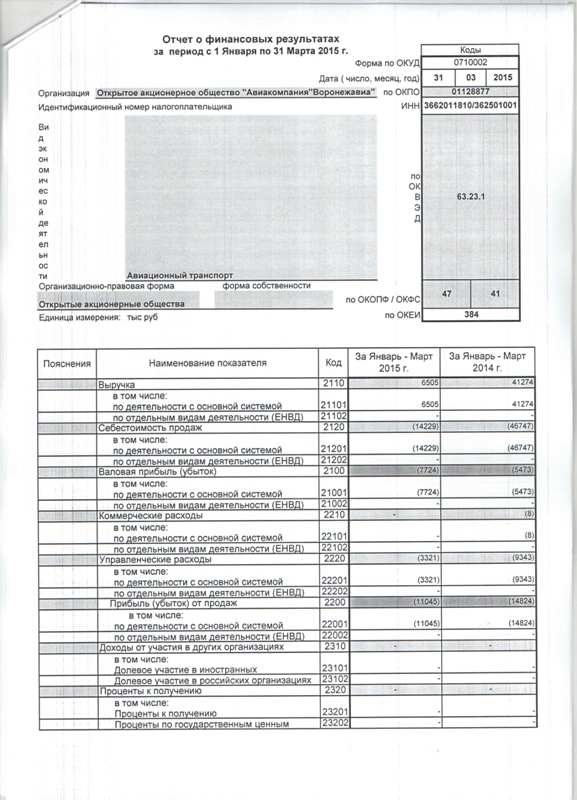 Отчет о финансовых результатах
за период с 1 Января по 31 Марта 2015 г.
Коды
Форма по ОКУД 0710002
Дата ( число, месяц, год) 31 03 2015
Организация Открытое акционерное общество "Авиакомпания"Воронежавиа" по ОКПО 01128877
Идентификационный номер налогоплательщика ИНН 3662011810/362501001
Ви
д
эк
он
ом
ич
ес
ко
й
де
ят
ел
ьн
ос
ти Авиационный транспорт
по
ОК
В
Э
Д
63.23.1
Организационно-правовая форма форма собственности
Открытые акционерные общества
по ОКОПФ / ОКФС 47 41
Единица измерения: тыс руб по ОКЕИ 384
Пояснения Наименование показателя Код За Январь - Март 2015 г. За Январь - Март 2014 г.
Выручка 2110 6505 41274
в том числе:
по деятельности с основной системой 21101 6505 41274
по отдельным видам деятельности (ЕНВД) 21102 - -
Себестоимость продаж 2120 (14229) (46747)
в том числе:
по деятельности с основной системой 21201 (14229) (46747)
по отдельным видам деятельности (ЕНВД) 21202 - -
Валовая прибыль (убыток) 2100 (7724) (5473)
в том числе:
по деятельности с основной системой 21001 (7724) (5473)
по отдельным видам деятельности (ЕНВД) 21002 - -
Коммерческие расходы 2210 - (8)
в том числе:
по деятельности с основной системой 22101 - (8)
по отдельным видам деятельности (ЕНВД) 22102 - -
Управленческие расходы 2220 (3321) (9343)
в том числе:
по деятельности с основной системой 22201 (3321) (9343)
по отдельным видам деятельности (ЕНВД) 22202 - -
Прибыль (убыток) от продаж 2200 (11045) (14824)
в том числе:
по деятельности с основной системой 22001 (11045) (14824)
по отдельным видам деятельности (ЕНВД) 22002 - -
Доходы от участия в других организациях 2310 - -
в том числе:
Долевое участие в иностранных 23101 - -
Долевое участие в российских организациях 23102 - -
Проценты к получению 2320 - -
в том числе:
Проценты к получению 23201 - -
Проценты по государственным ценным 23202 - -